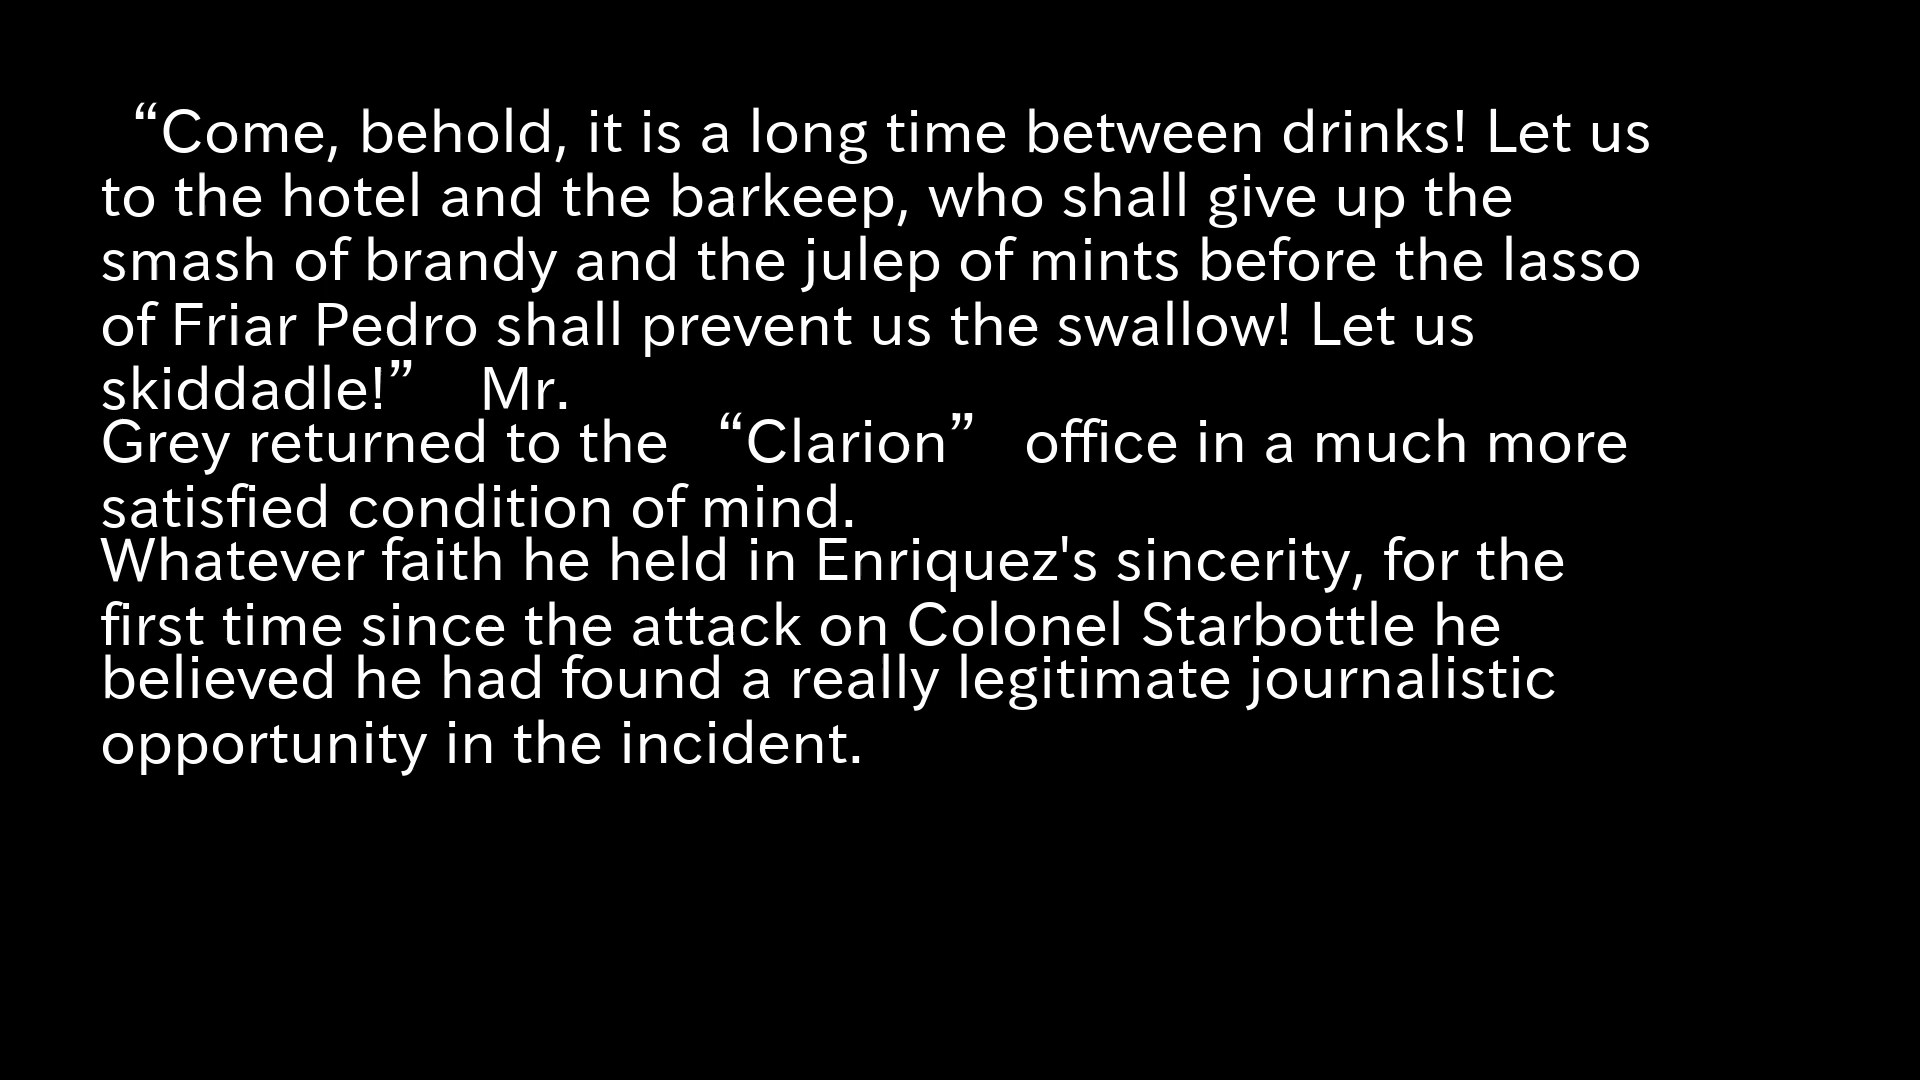 “Come, behold, it is a long time between drinks! Let us
to the hotel and the barkeep, who shall give up the
smash of brandy and the julep of mints before the lasso
of Friar Pedro shall prevent us the swallow! Let us
skiddadle!” Mr.
Grey returned to the “Clarion” office in a much more
satisfied condition of mind.
Whatever faith he held in Enriquez's sincerity, for the
first time since the attack on Colonel Starbottle he
believed he had found a really legitimate journalistic
opportunity in the incident.